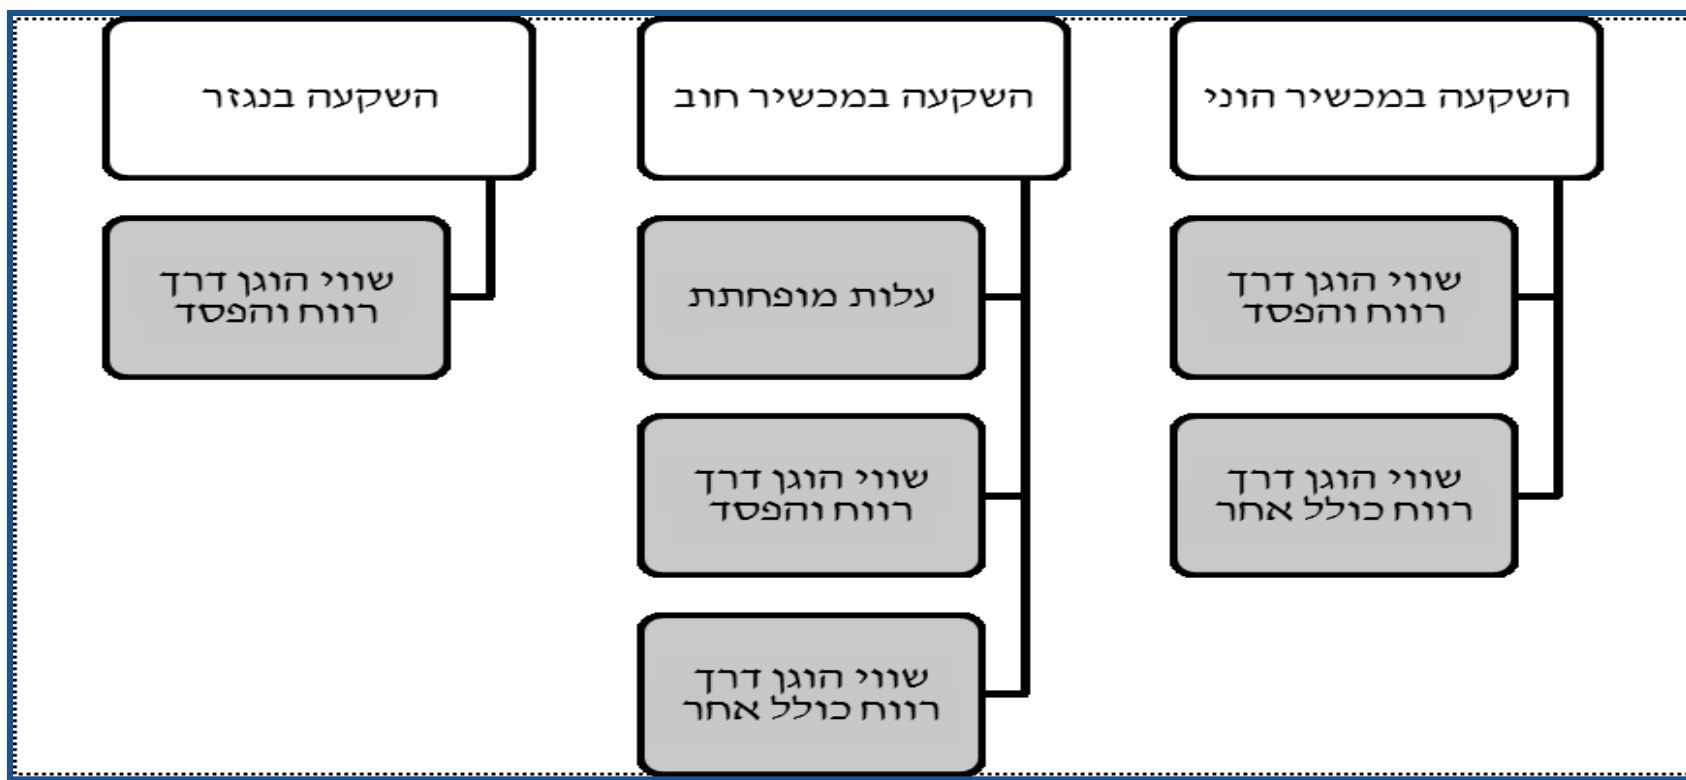 השקעה במכשיר הוני
שווי הוגן דרך
רווח והפסד
שווי הוגן דרך
רווח כולל אחר
השקעה במכשיר חוב
עלות מופחתת
שווי הוגן דרך
רווח והפסד
שווי הוגן דרך
רווח כולל אחר
השקעה בנגזר
שווי הוגן דרך
רווח והפסד